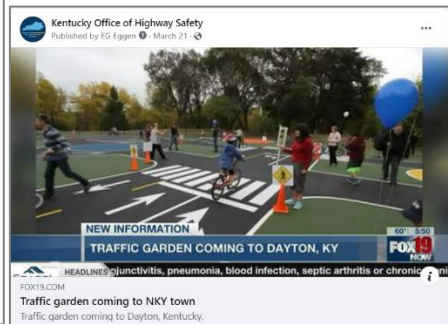 Kentucky Office of Highway Safety
Published by EG Eggen · March 21 ·
NEW INFORMATION
TRAFFIC GARDEN COMING TO DAYTON, KY
60° 5:50
FOX19
NOW
HEADLINES junctivitis, pneumonia, blood infection, septic arthritis or chronic
FOX19.COM
Traffic garden coming to NKY town
Traffic garden coming to Dayton, Kentucky.